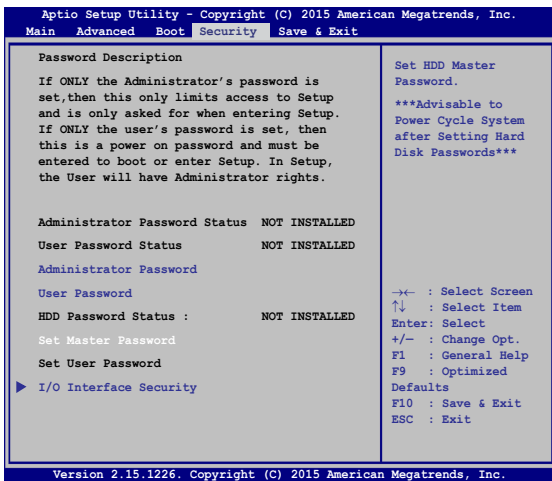 Aptio Setup Utility - Copyright (C) 2015 American Megatrends, Inc.
Main Advanced Boot Security Save & Exit
Password Description
If ONLY the Administrator's password is
set,then this only limits access to Setup
and is only asked for when entering Setup.
If ONLY the user's password is set, then
this is a power on password and must be
entered to boot or enter Setup. In Setup,
the User will have Administrator rights.
Administrator Password Status NOT INSTALLED
User Password Status NOT INSTALLED
Administrator Password
User Password
HDD Password Status : NOT INSTALLED
Set Master Password
Set User Password
I/O Interface Security
Set HDD Master
Password.
***Advisable to
Power Cycle System
after Setting Hard
Disk Passwords***
→← : Select Screen
↑↓ : Select Item
Enter: Select
+/— : Change Opt.
F1 : General Help
F9 : Optimized
Defaults
F10 : Save & Exit
ESC : Exit
Version 2.15.1226. Copyright (C) 2015 American Megatrends, Inc.